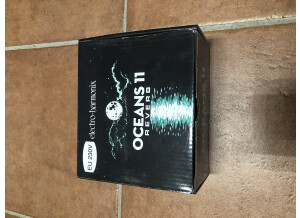 EU 230V
electro-harmonix
OCEANS 11
REVERB